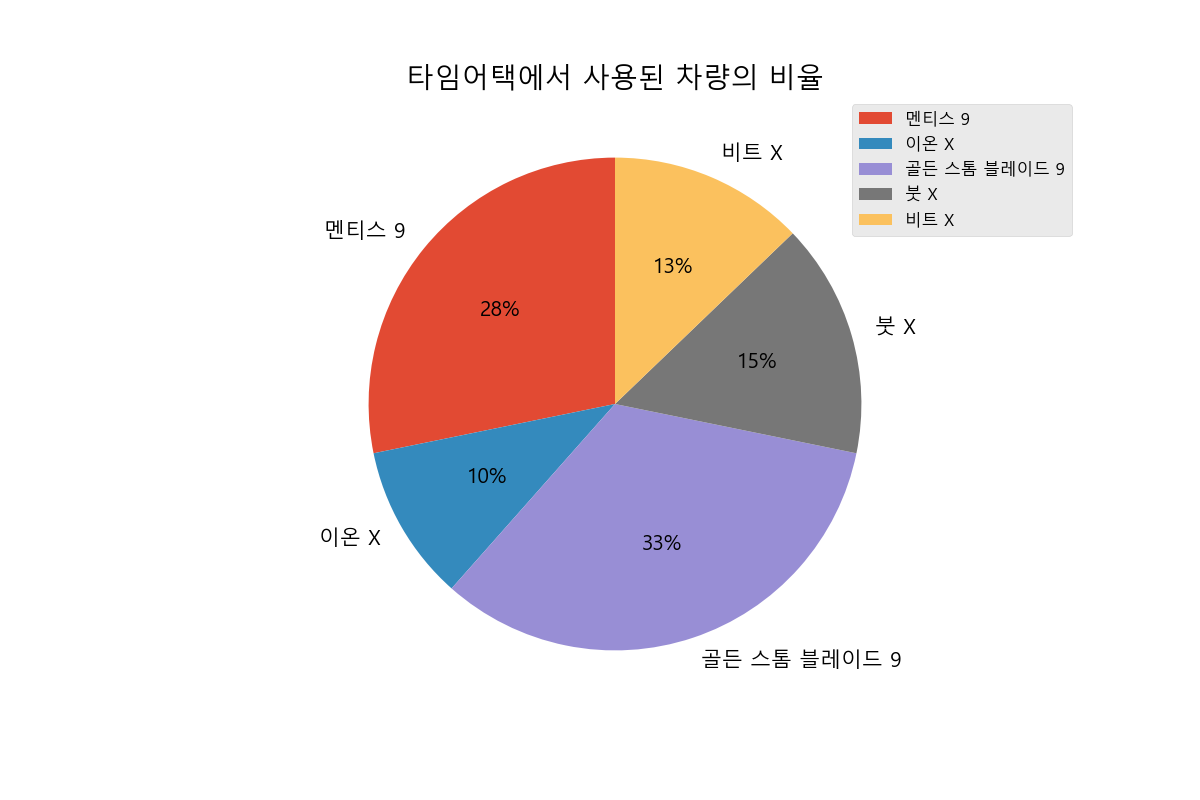 타임어택에서 사용된 차량의 비율
멘티스 9
이온 X
골든 스톰 블레이드 9
붓 X
비트 X
비트 X
멘티스 9
13%
28%
붓 X
15%
10%
이온 X
33%
골든 스톰 블레이드 9